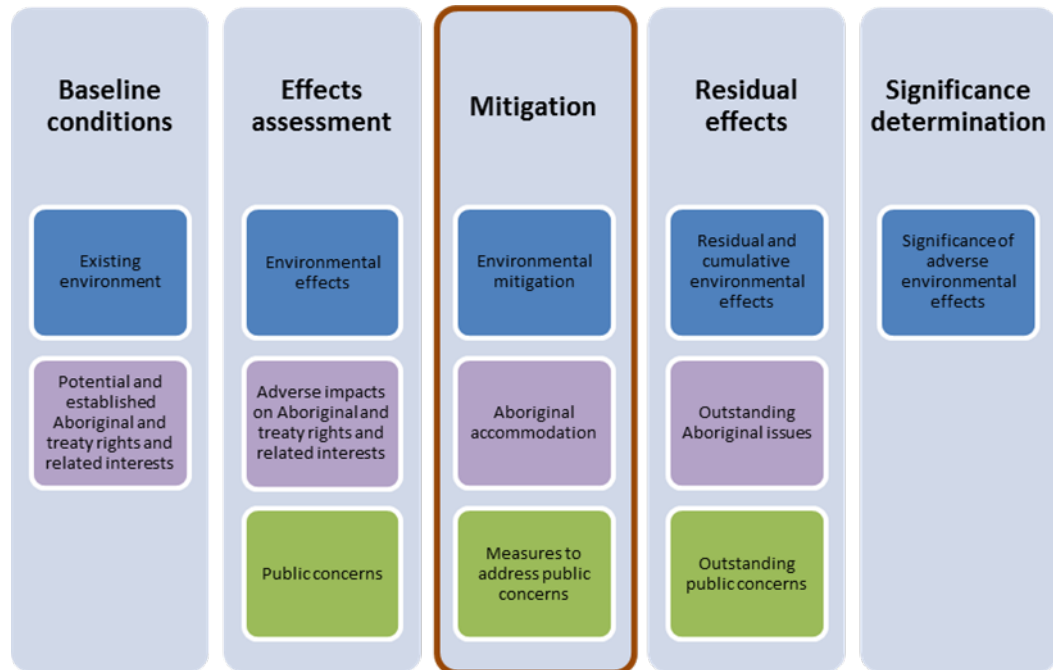 Baseline
conditions
Existing
environment
Potential and
established
Aboriginal and
treaty rights and
related interests
Effects
assessment
Environmental
effects
Adverse impacts
on Aboriginal and
treaty rights and
related interests
Public concerns
Mitigation
Environmental
mitigation
Aboriginal
accommodation
Measures to
address public
concerns
Residual
effects
Residual and
cumulative
environmental
effects
Outstanding
Aboriginal issues
Outstanding
public concerns
Significance
determination
Significance of
adverse
environmental
effects